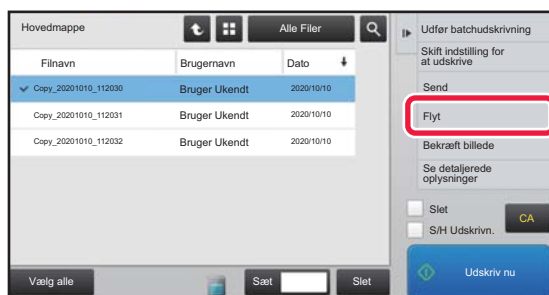 Hovedmappe
Alle Filer
Filnavn Brugernavn Dato
Copy_20201010_112030 Bruger Ukendt 2020/10/10
Copy_20201010_112031 Bruger Ukendt 2020/10/10
Copy_20201010_112032 Bruger Ukendt 2020/10/10
Vælg alle
Sæt
Slet
Udfør batchudskrivning
Skift indstilling for
at udskrive
Send
Flyt
Bekræft billede
Se detaljerede
oplysninger
Slet
S/H Udskrivn.
CA
Udskriv nu